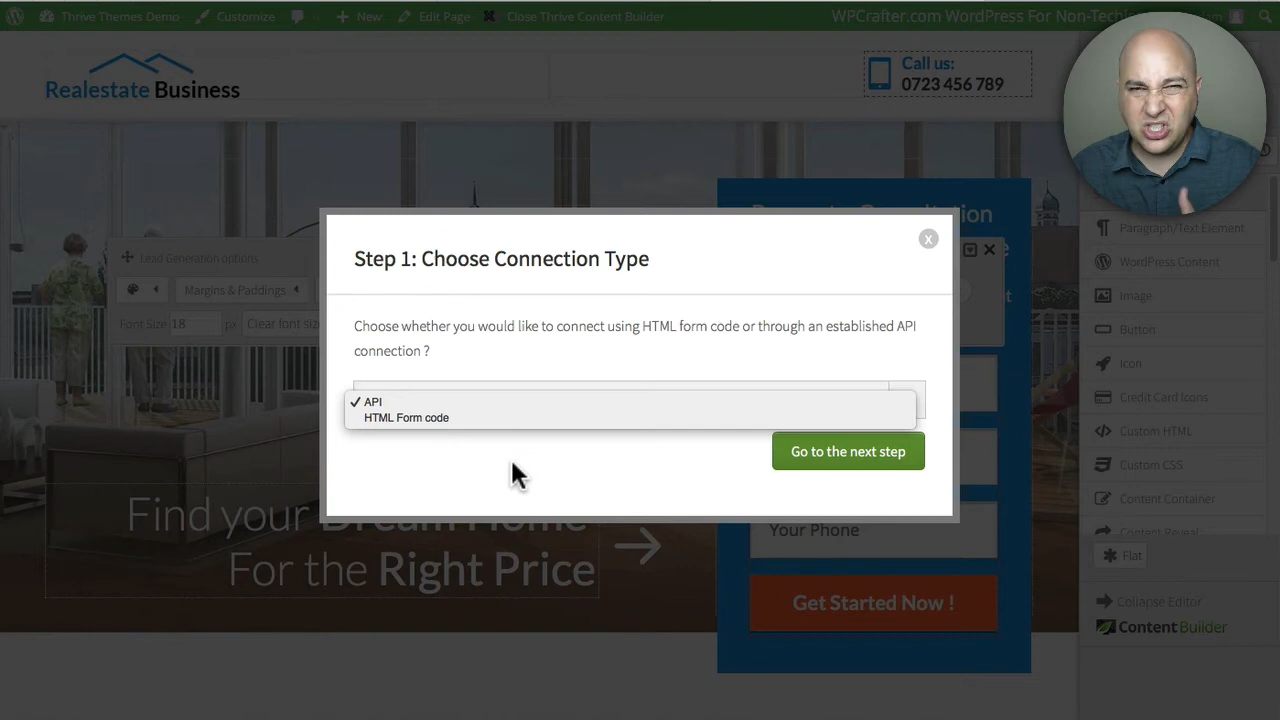 Thrive Themes Demo Customize New Edit Page Close Thrive Content Builder WPCrafter.com WordPress For Non-Techi
Realestate Business
Call us:
0723 456 789
Step 1: Choose Connection Type
x
Choose whether you would like to connect using HTML form code or through an established API
connection ?
API
HTML Form code
Go to the next step
Lead Generation options
Margins & Paddings
Font Size 18 px Clear font size
Find your Dream Home
For the Right Price
Your Phone
Get Started Now !
Paragraph/Text Element
WordPress Content
Image
Button
Icon
Credit Card Icons
Custom HTML
Custom CSS
Content Container
Content Reveal
Flat
Collapse Editor
Content Builder